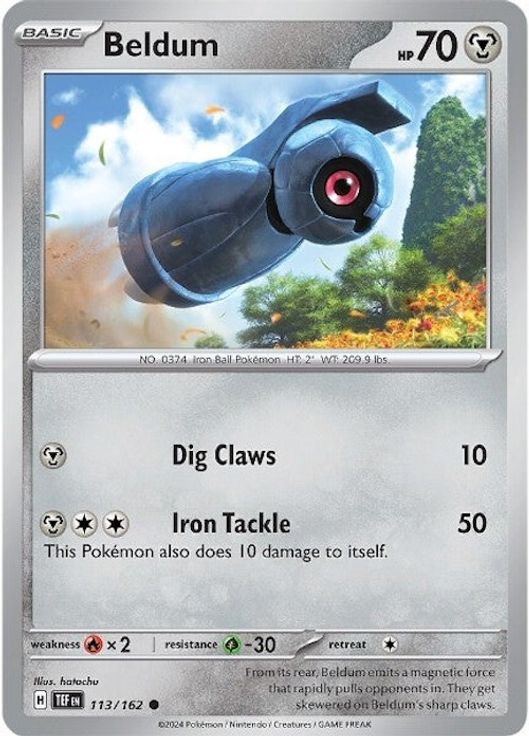 BASIC
Beldum
HP 70
NO. 0374 Iron Ball Pokémon HT: 2" WT: 209.9 lbs.
Dig Claws 10
Iron Tackle 50
This Pokémon also does 10 damage to itself.
weakness ×2 resistance -30 retreat
Illus. hatachu
From its rear, Beldum emits a magnetic force
that rapidly pulls opponents in. They get
skewered on Beldum's sharp claws.
H TEF EN 113/162
©2024 Pokémon / Nintendo / Creatures / GAME FREAK